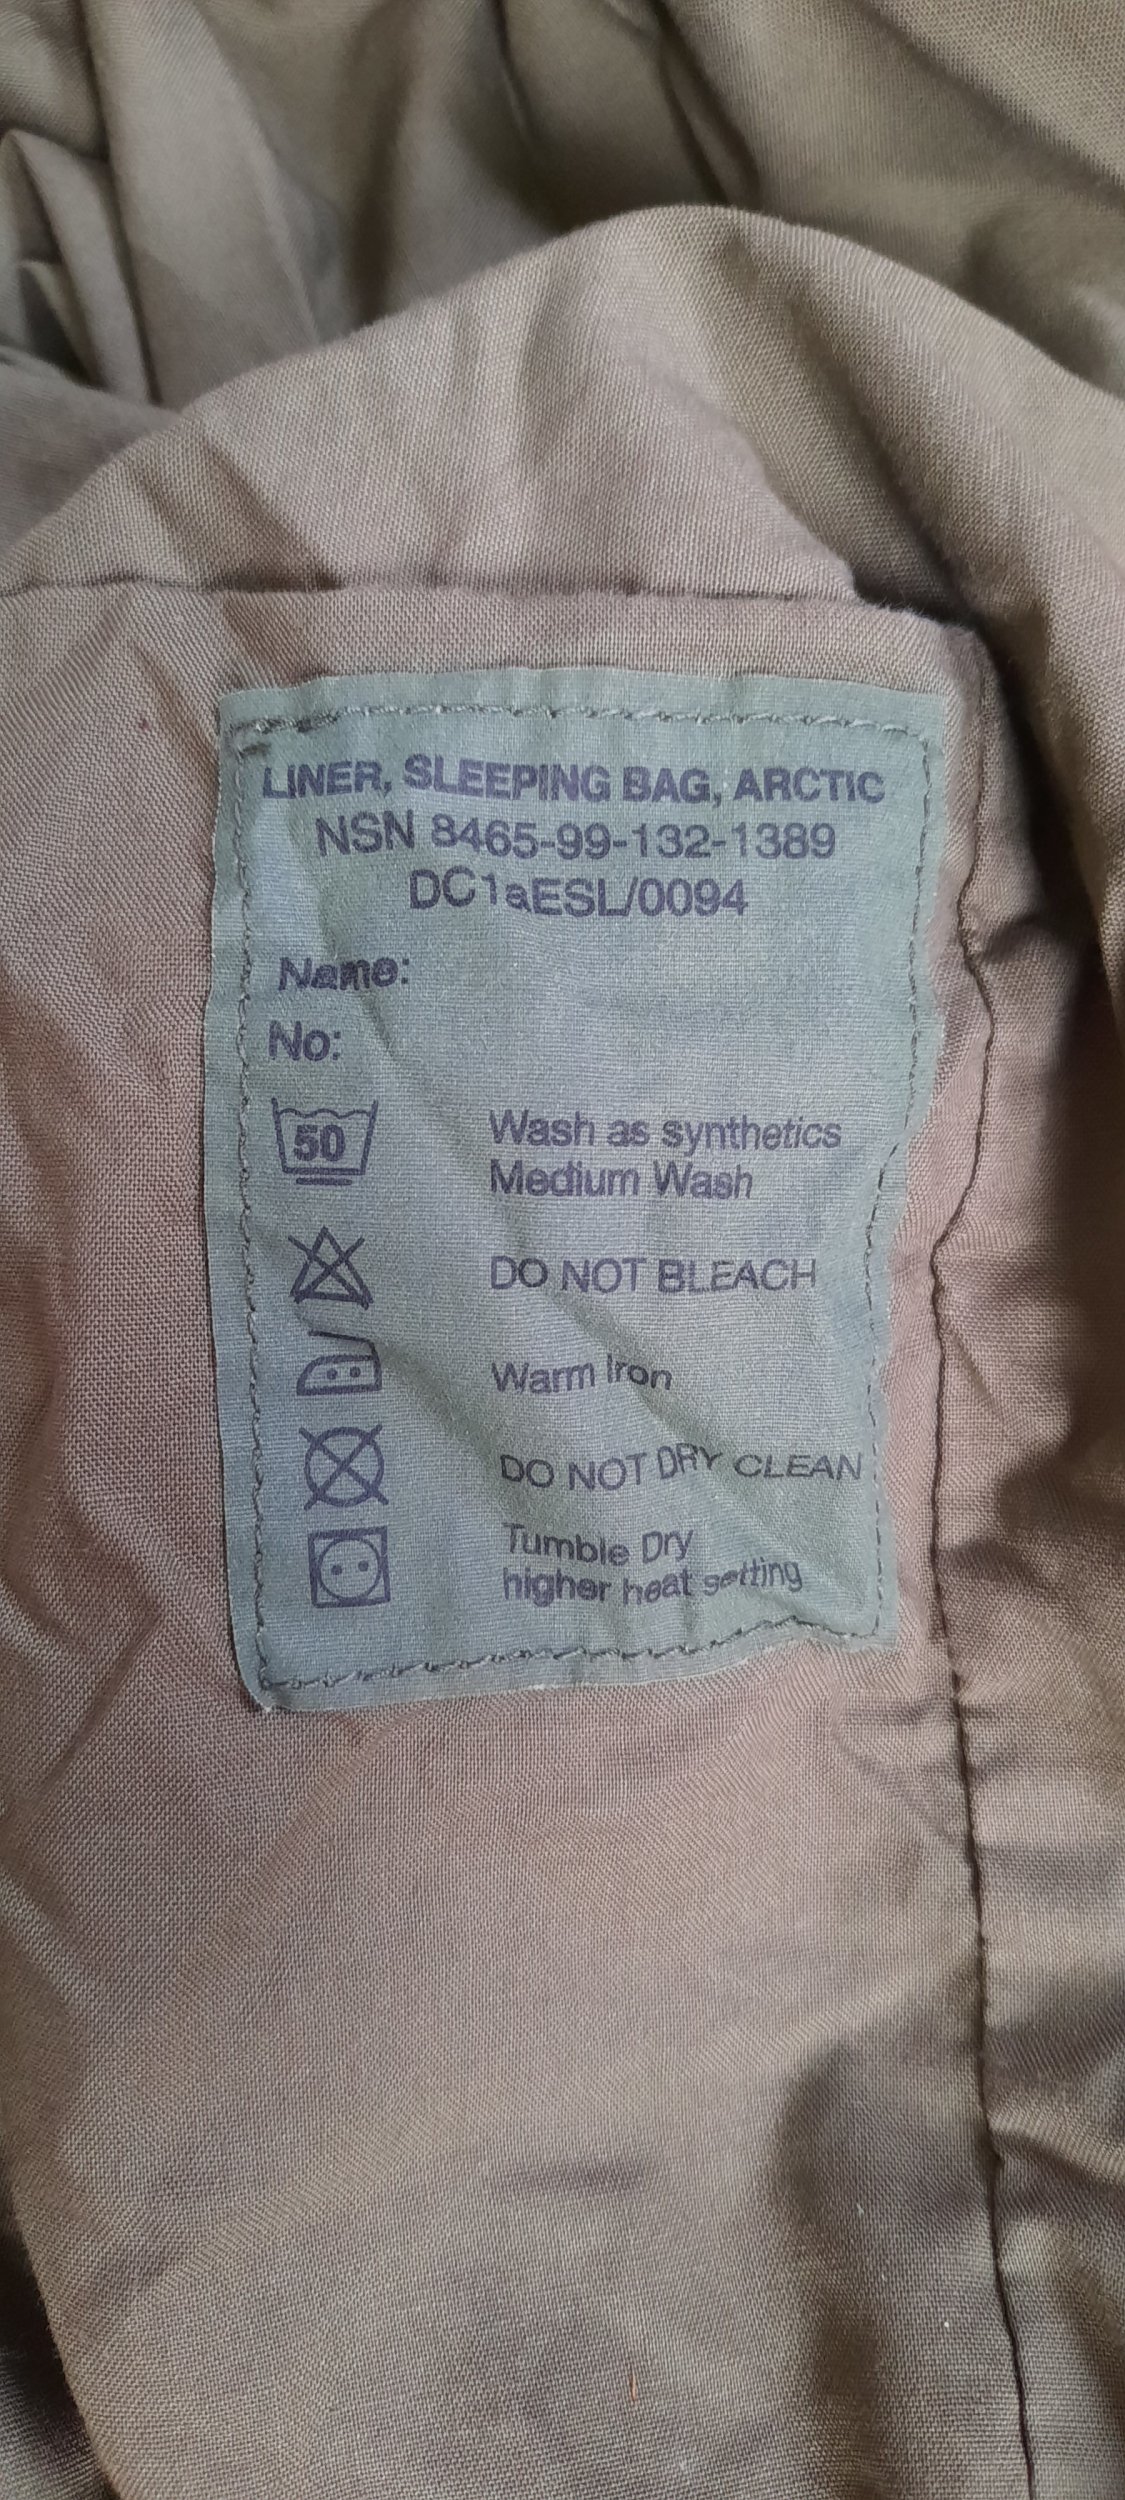 LINER, SLEEPING BAG, ARCTIC
NSN 8465-99-132-1389
DC1aESL/0094
Name:
No:
50 Wash as synthetics
Medium Wash
DO NOT BLEACH
Warm Iron
DO NOT DRY CLEAN
Tumble Dry
higher heat setting